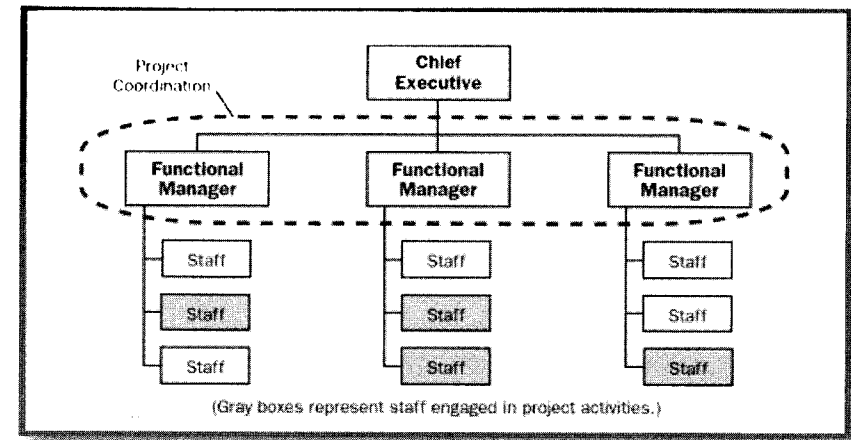 Project
Coordination
Chief
Executive
Functional
Manager
Functional
Manager
Functional
Manager
Staff
Staff
Staff
Staff
Staff
Staff
Staff
Staff
Staff
(Gray boxes represent staff engaged in project activities.)